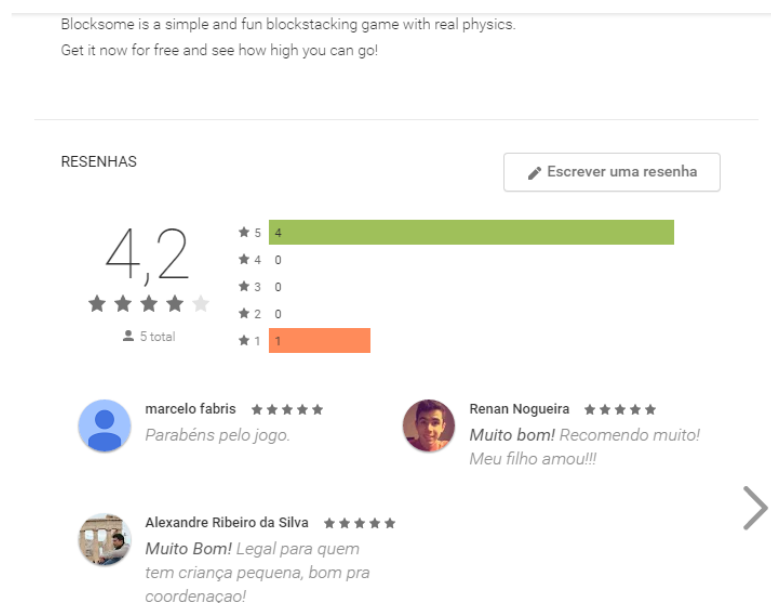 Blocksome is a simple and fun blockstacking game with real physics.
Get it now for free and see how high you can go!
RESENHAS
Escrever uma resenha
4,2
5 total
5 4
4 0
3 0
2 0
1 1
marcelo fabris
Parabéns pelo jogo.
Renan Nogueira
Muito bom! Recomendo muito!
Meu filho amou!!!
Alexandre Ribeiro da Silva
Muito Bom! Legal para quem
tem criança pequena, bom pra
coordenaçao!